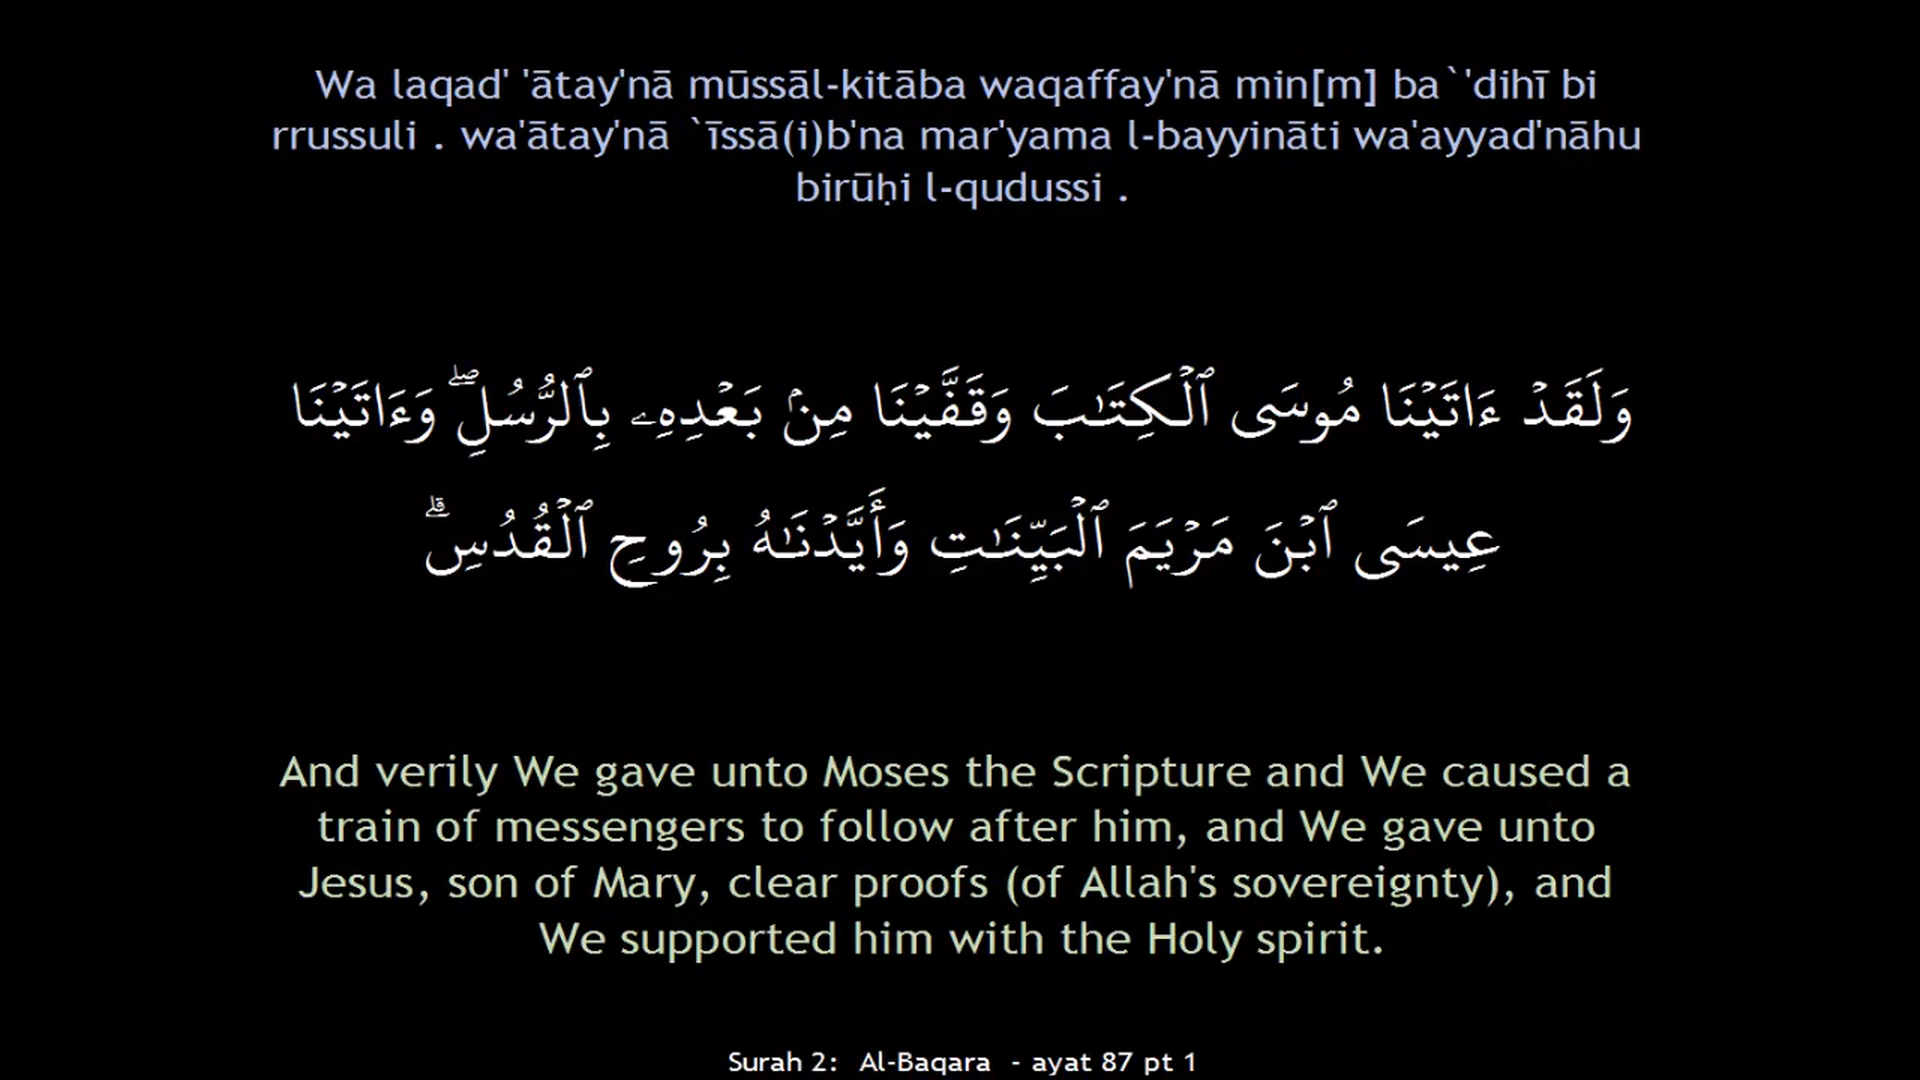 Wa laqad' 'ātay'nā mūssāl-kitāba waqaffay'nā min[m] ba`'dihī bi
rrussuli . wa'ātay'nā `īssā(i)b'na mar'yama l-bayyināti wa'ayyad'nāhu
birūḥi l-qudussi .
وَلَقَدْ ءَاتَيْنَا مُوسَى ٱلْكِتَـٰبَ وَقَفَّيْنَا مِنۢ بَعْدِهِۦ بِٱلرُّسُلِ ۖ وَءَاتَيْنَا
عِيسَى ٱبْنَ مَرْيَمَ ٱلْبَيِّنَـٰتِ وَأَيَّدْنَـٰهُ بِرُوحِ ٱلْقُدُسِ ۗ
And verily We gave unto Moses the Scripture and We caused a
train of messengers to follow after him, and We gave unto
Jesus, son of Mary, clear proofs (of Allah's sovereignty), and
We supported him with the Holy spirit.
Surah 2: Al-Baqara - ayat 87 pt 1